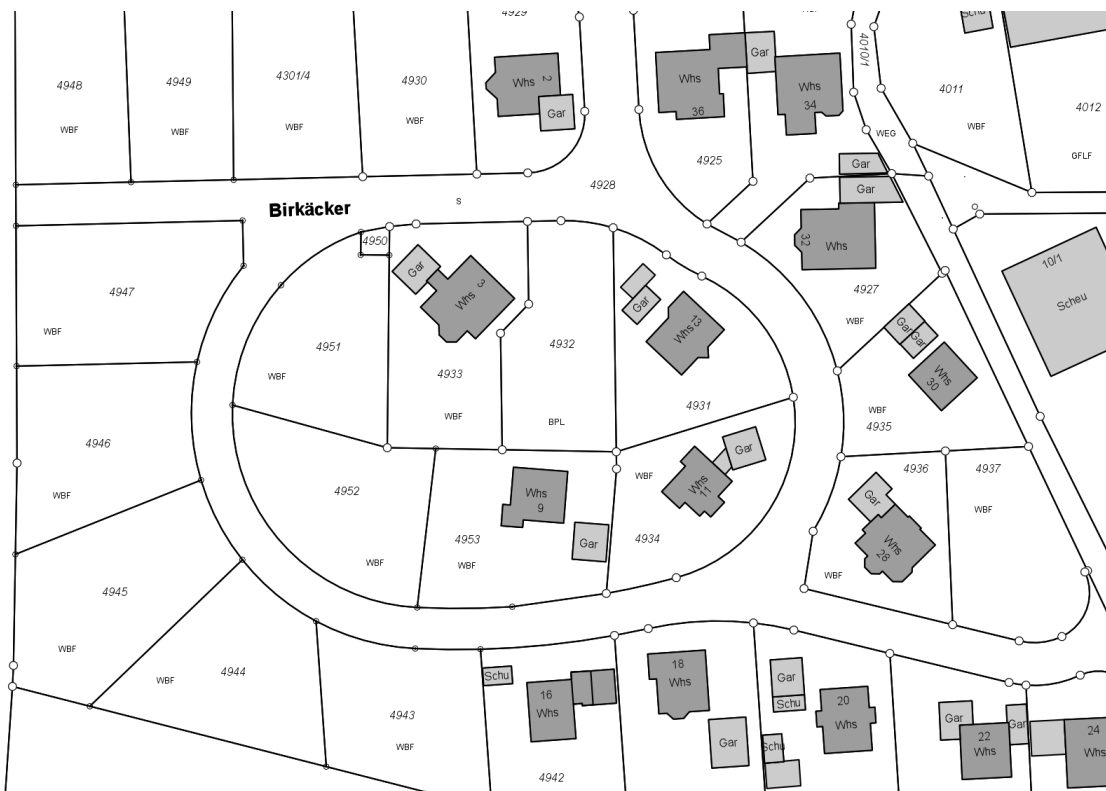 4929
Schu
4948
4949
4301/4
4930
Whs
2
Gar
Whs
36
Gar
Whs
34
4010/1
4011
4012
WBF
WBF
WBF
WBF
WBF
WEG
GFLF
4925
Gar
Gar
4928
Birkäcker
S
4950
32
Whs
10/1
Scheu
4947
WBF
Gar
Whs
3
Gar
13
Whs
4927
WBF
Gar
Gar
4951
WBF
4932
4933
WBF
BPL
4931
Whs
30
WBF
4935
4946
WBF
4952
WBF
Whs
9
4953
WBF
Gar
WBF
Gar
Whs
11
4934
4936
4937
WBF
Gar
Whs
28
WBF
4945
WBF
4944
WBF
4943
WBF
Schu
16
Whs
4942
18
Whs
Gar
Gar
Schu
Schu
20
Whs
Gar
22
Whs
Gar
24
Whs